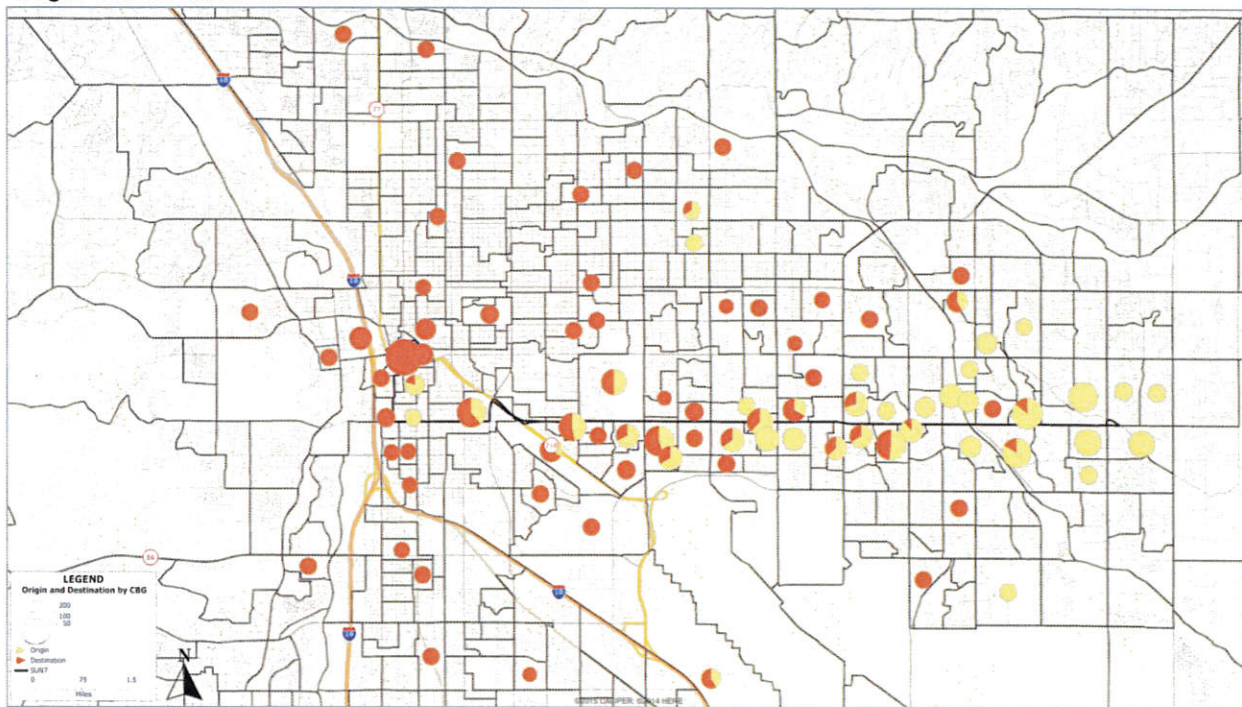 77
10
10
86
19
10
LEGEND
Origin and Destination by CBG
200
100
50
Origin
Destination
SUN7
0 75 1.5
Miles
N
©2015 CALIPER; ©2014 HERE